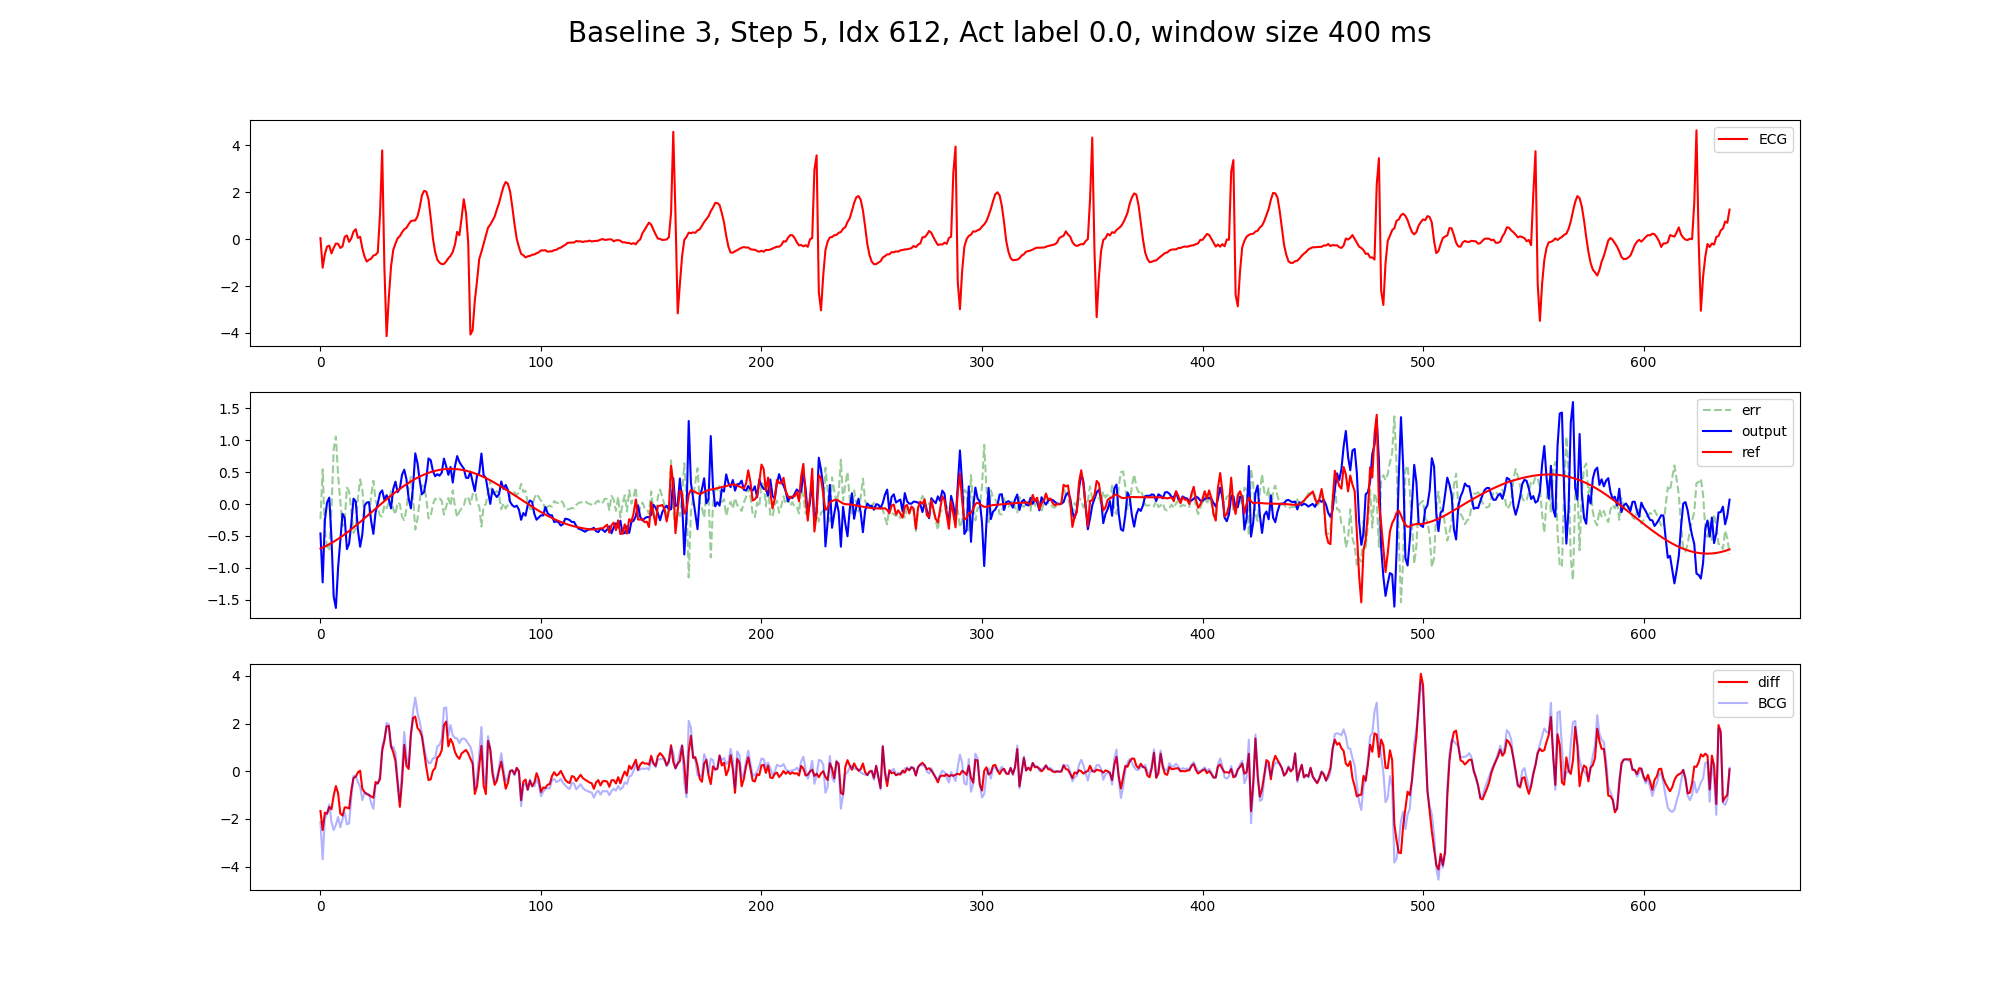 Baseline 3, Step 5, Idx 612, Act label 0.0, window size 400 ms
ECG
4
2
0
−2
−4
0 100 200 300 400 500 600
err
output
ref
1.5
1.0
0.5
0.0
−0.5
−1.0
−1.5
0 100 200 300 400 500 600
diff
BCG
4
2
0
−2
−4
0 100 200 300 400 500 600